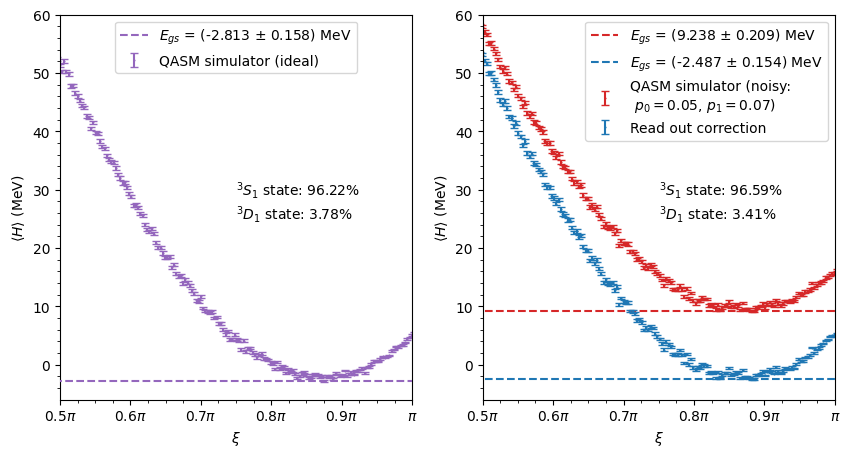 E_gs = (-2.813 ± 0.158) MeV
QASM simulator (ideal)
³S₁ state: 96.22%
³D₁ state: 3.78%
⟨H⟩ (MeV)
60
50
40
30
20
10
0
0.5π 0.6π 0.7π 0.8π 0.9π π
ξ
E_gs = (9.238 ± 0.209) MeV
E_gs = (-2.487 ± 0.154) MeV
QASM simulator (noisy:
p₀ = 0.05, p₁ = 0.07)
Read out correction
³S₁ state: 96.59%
³D₁ state: 3.41%
⟨H⟩ (MeV)
60
50
40
30
20
10
0
0.5π 0.6π 0.7π 0.8π 0.9π π
ξ